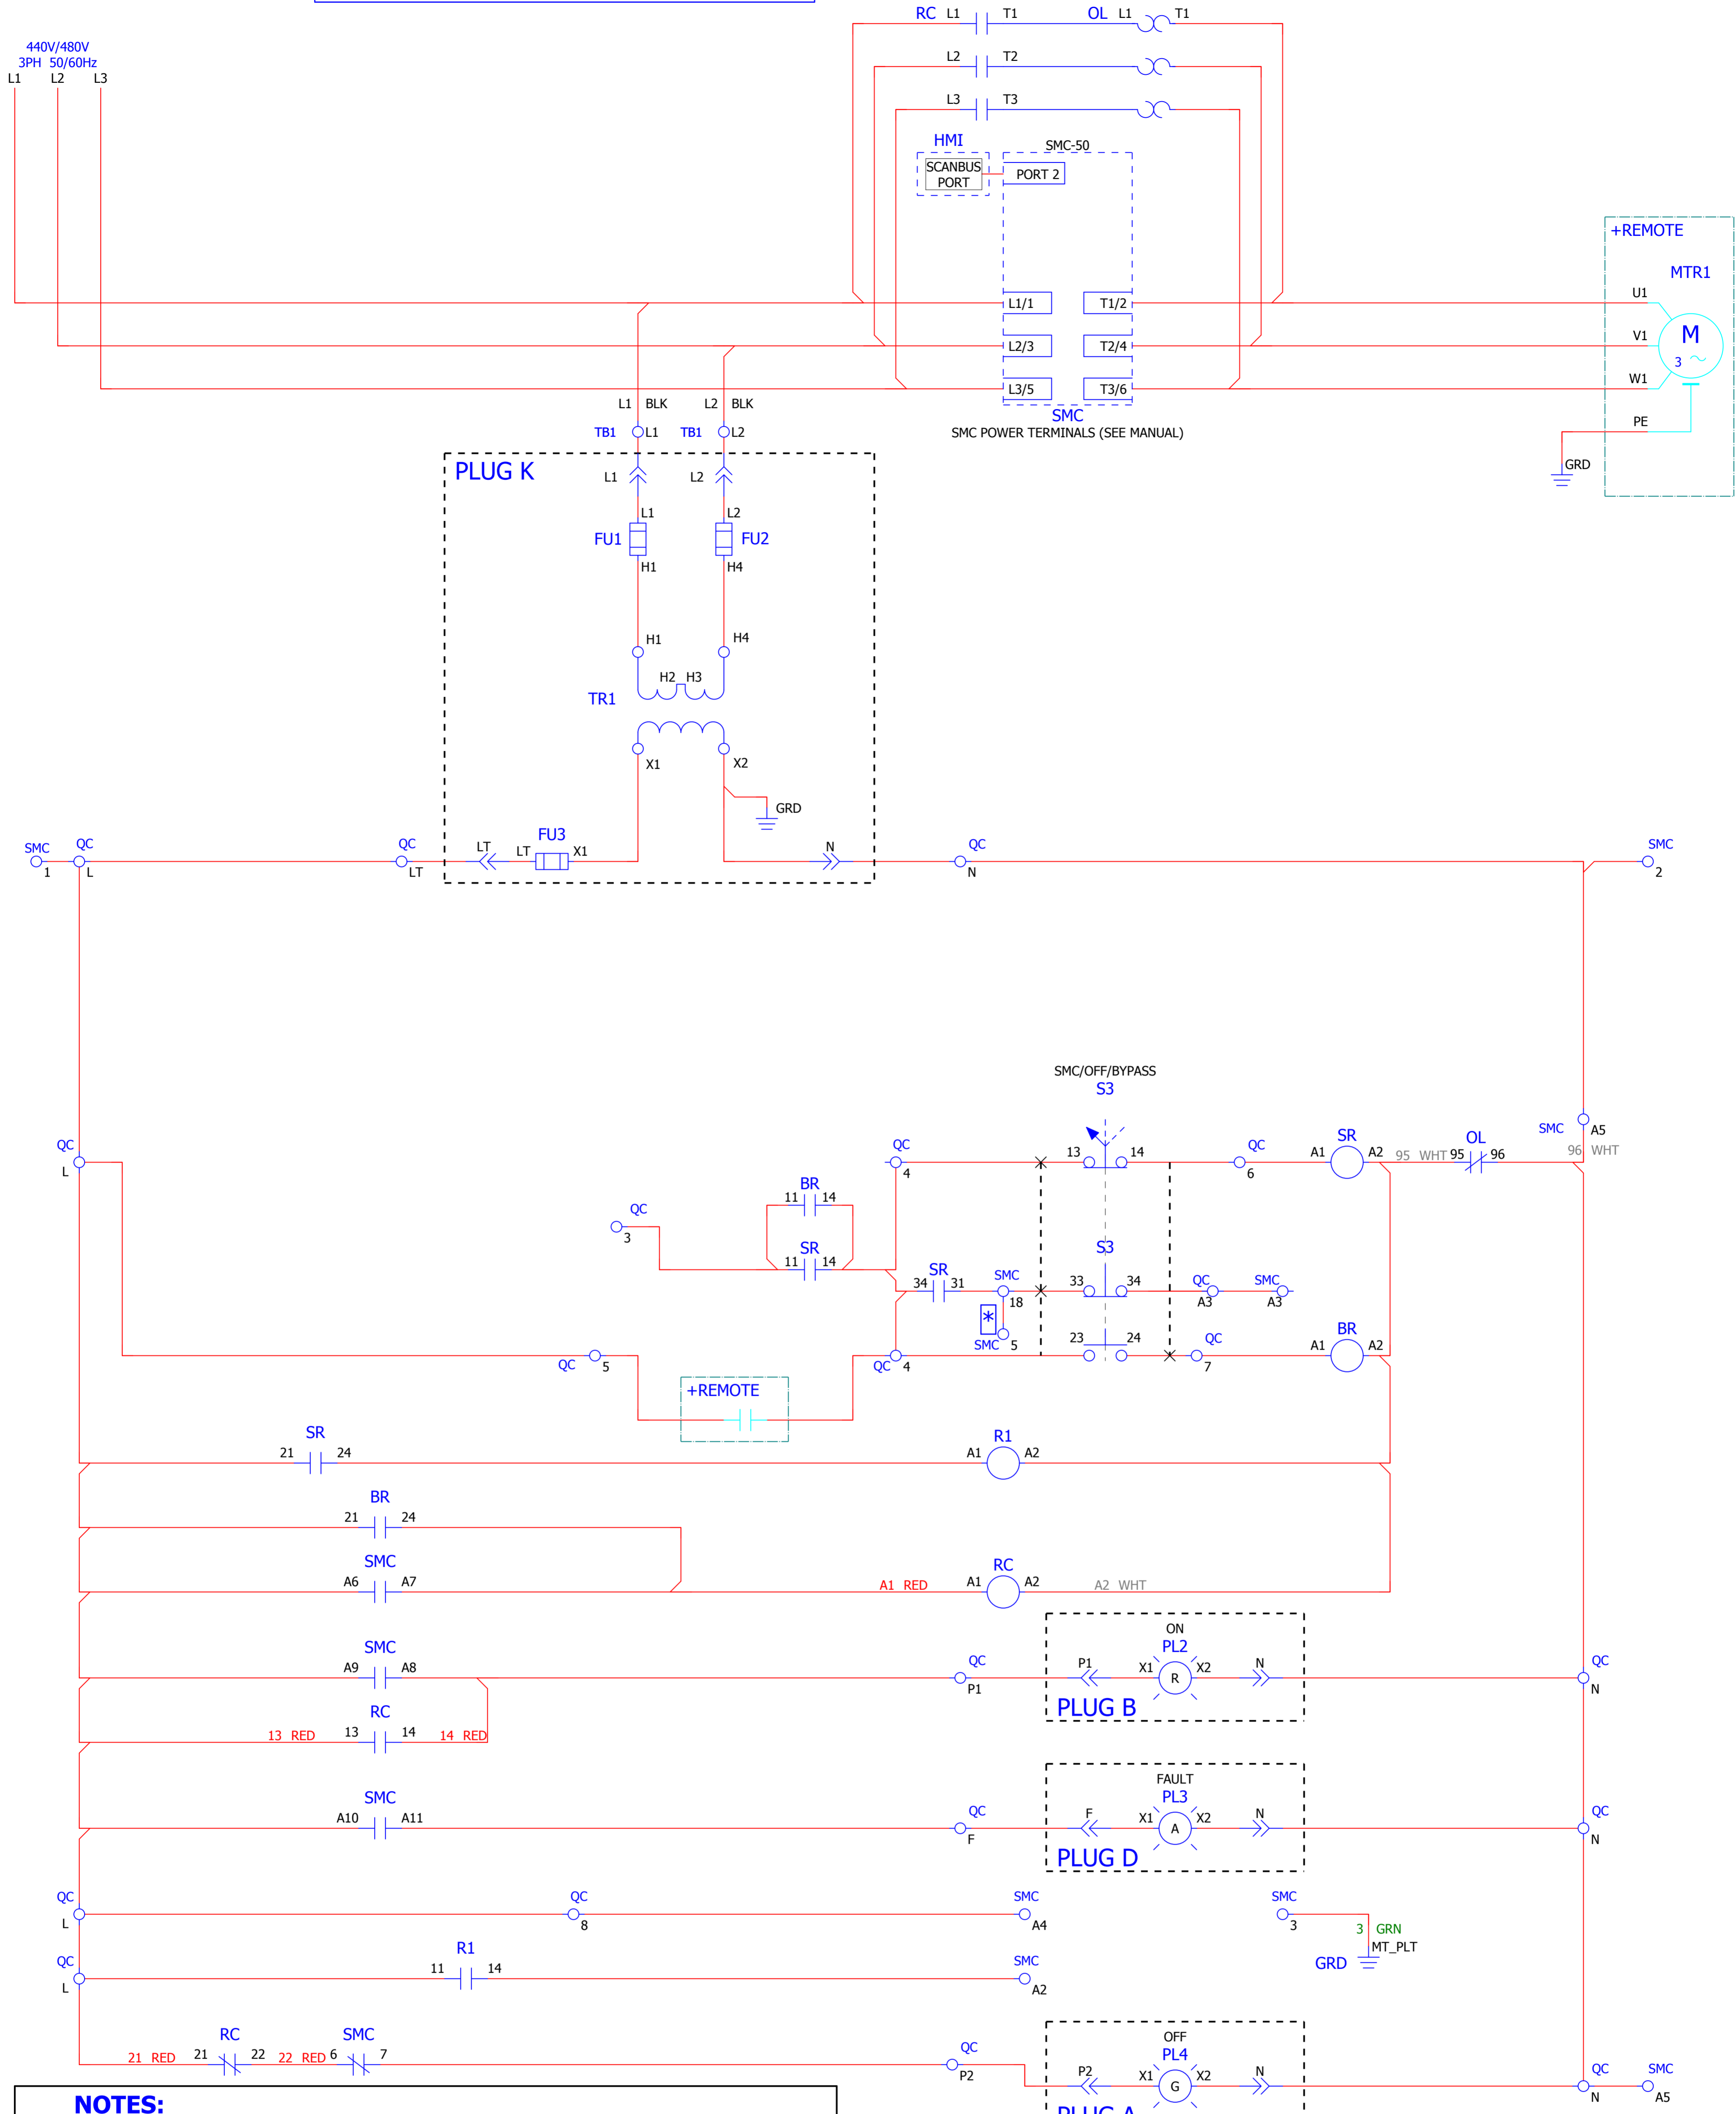 RC L1 T1 OL L1 T1
440V/480V
3PH 50/60Hz
L1 L2 L3
L2 T2
L3 T3
HMI
SMC-50
SCANBUS
PORT
PORT 2
+REMOTE
MTR1
L1/1 T1/2 U1
L2/3 T2/4 V1
M
3
L3/5 T3/6 W1
SMC
SMC POWER TERMINALS (SEE MANUAL)
PE
GRD
L1 BLK L2 BLK
TB1 L1 TB1 L2
PLUG K
L1 L2
L1 L2
FU1 FU2
H1 H4
H1 H4
H2 H3
TR1
X1 X2
GRD
SMC QC QC FU3 QC SMC
LT LT X1 N
1 L LT N 2
SMC/OFF/BYPASS
S3
SMC A5
QC QC 13 14 QC SR OL
A1 A2 95 WHT 95 96 96 WHT
L 4 6
BR
11 14
QC
3
SR S3
11 14
SR SMC QC SMC
34 31 33 34
18 A3 A3
*
SMC 5 23 24 QC BR
A1 A2
QC 5 QC 4 7
+REMOTE
SR R1
21 24 A1 A2
BR
21 24
SMC RC
A6 A7 A1 RED A1 A2 A2 WHT
ON
SMC PL2
A9 A8 QC P1 X1 X2 N QC
R
P1 N
RC PLUG B
13 RED 13 14 14 RED
FAULT
SMC PL3
A10 A11 QC F X1 X2 N QC
A
F N
PLUG D
QC QC SMC SMC
L 8 A4 3
3 GRN
MT_PLT
GRD
QC R1 SMC
11 14
L A2
OFF
RC SMC PL4
21 RED 21 22 22 RED 6 7 QC
P2 P2 X1 X2 N QC SMC
G
N A5
NOTES:
PLUG A